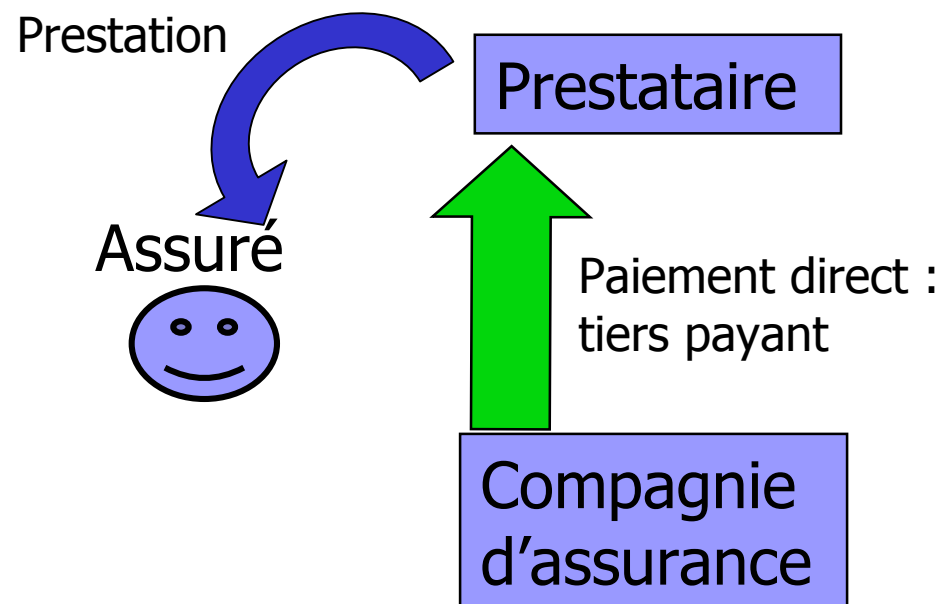 Prestation
Prestataire
Assuré
Paiement direct :
tiers payant
Compagnie
d’assurance